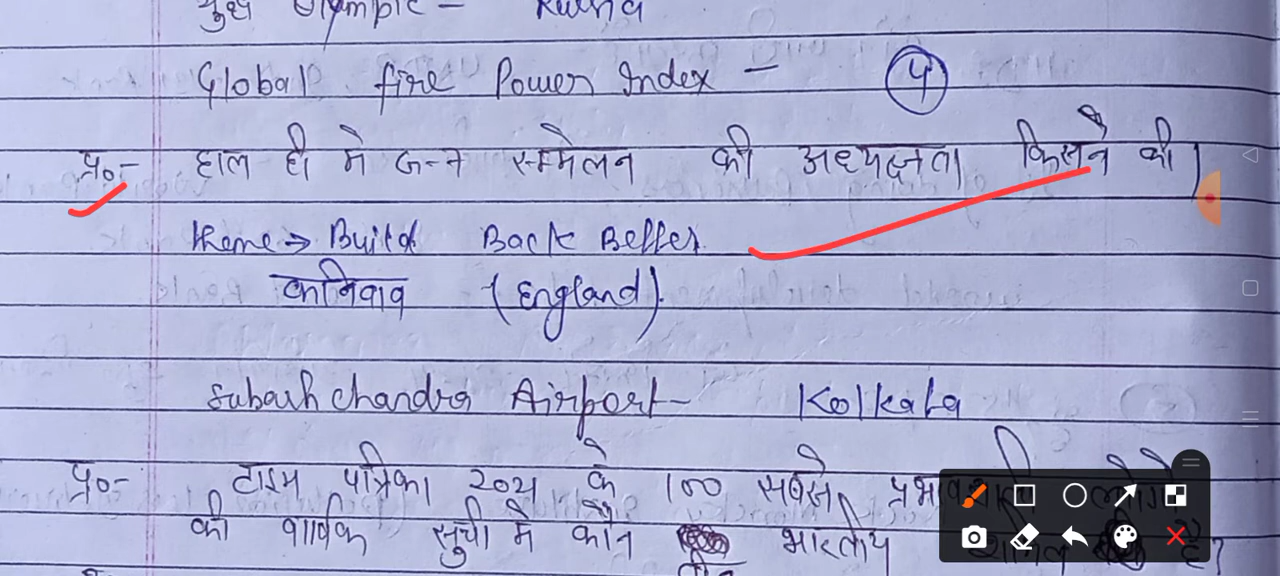 Olympic -
Global fire Power Index - 4
प्र०- हाल ही मे G-7 सम्मेलन की अध्यक्षता किसने की।
theme → Build Back Better
कार्निवाव (England)
Subash chandra Airport - Kolkata
प्र०- टाइम पत्रिका 2021 के 100 सबसे
की वार्षिक सूची मे कौन भारतीय है?